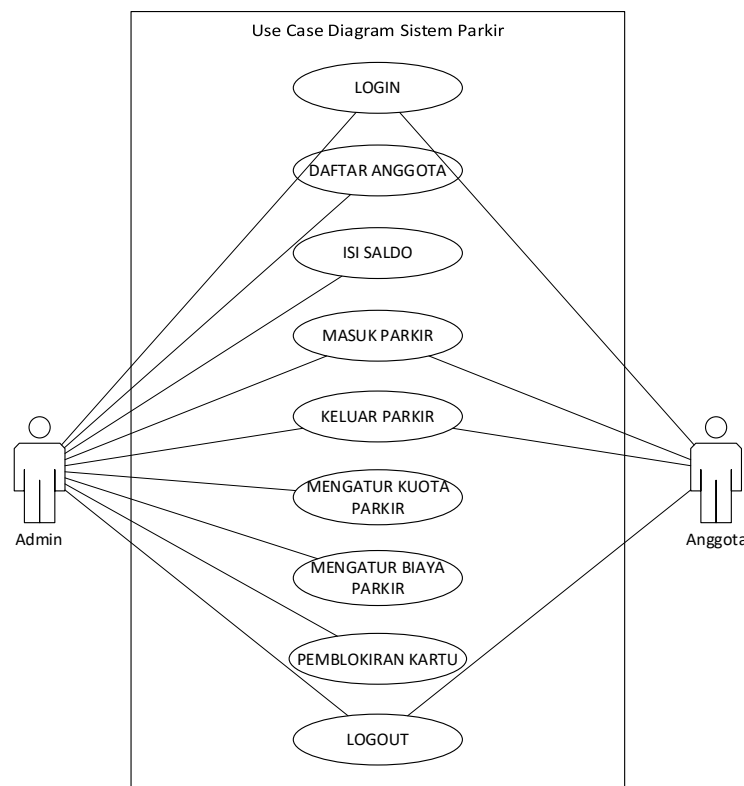 Use Case Diagram Sistem Parkir
LOGIN
DAFTAR ANGGOTA
ISI SALDO
MASUK PARKIR
KELUAR PARKIR
MENGATUR KUOTA
PARKIR
Admin
Anggota
MENGATUR BIAYA
PARKIR
PEMBLOKIRAN KARTU
LOGOUT